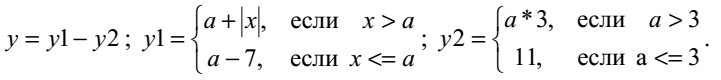 y = y1 − y2 ; y1 = { a + |x|, если x > a ; y2 = { a * 3, если a > 3
a − 7, если x <= a 11, если a <= 3 .